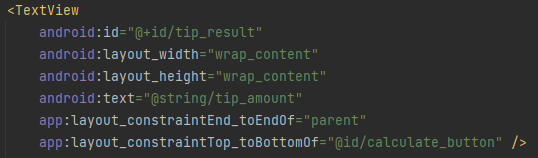 <TextView
android:id="@+id/tip_result"
android:layout_width="wrap_content"
android:layout_height="wrap_content"
android:text="@string/tip_amount"
app:layout_constraintEnd_toEndOf="parent"
app:layout_constraintTop_toBottomOf="@id/calculate_button" />